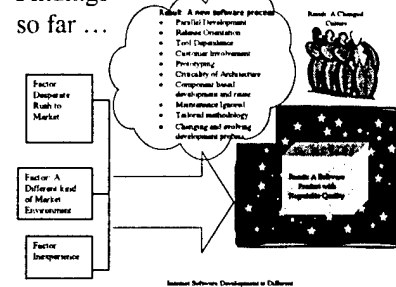 so far ...
Result: A new software process
Parallel Development
Release Orientation
Tool Dependence
Customer Involvement
Prototyping
Criticality of Architecture
Component based
development and reuse
Maintenance Ignored
Tailored methodology
Changing and evolving
development process
Result: A Changed
Culture
Factor
Desperate
Rush to
Market
Factor: A
Different kind
of Market
Environment
Factor
Inexperience
Result: A Software
Product with
Negotiable Quality
Internet Software Development is Different